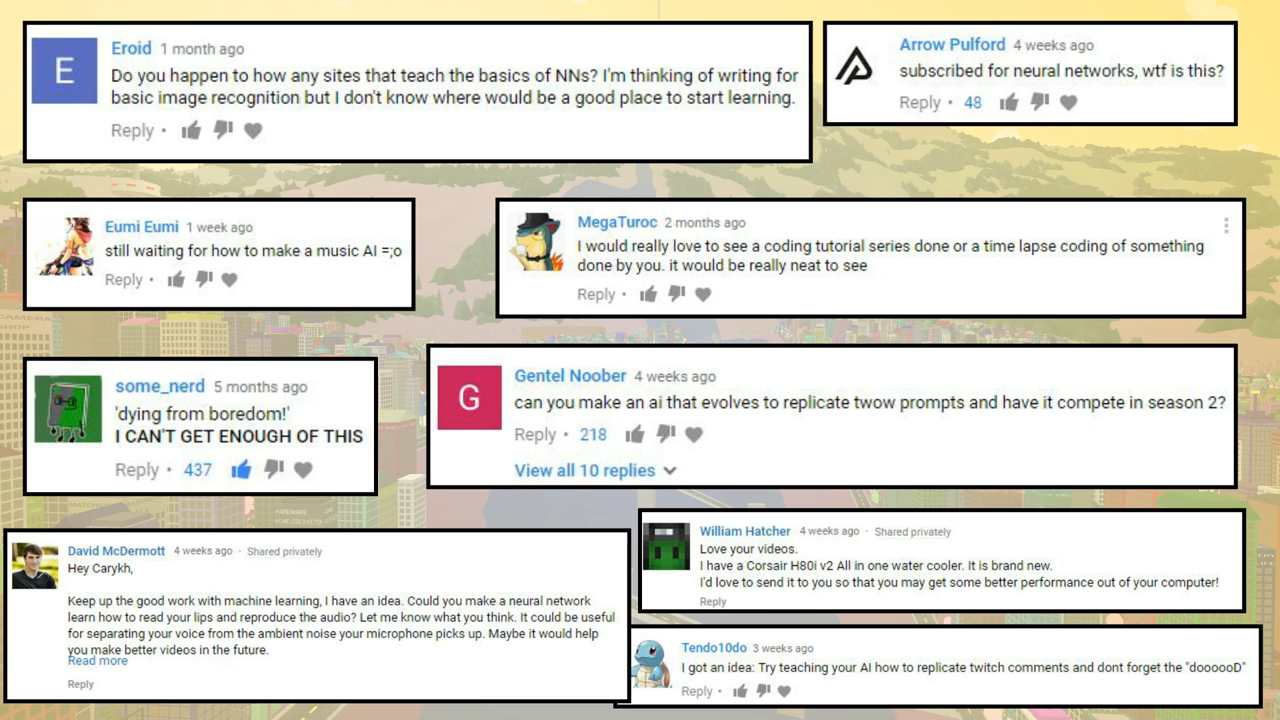 E
Eroid 1 month ago
Do you happen to how any sites that teach the basics of NNs? I'm thinking of writing for
basic image recognition but I don't know where would be a good place to start learning.
Reply •
Arrow Pulford 4 weeks ago
subscribed for neural networks, wtf is this?
Reply • 48
Eumi Eumi 1 week ago
still waiting for how to make a music AI =;o
Reply •
MegaTuroc 2 months ago
I would really love to see a coding tutorial series done or a time lapse coding of something
done by you. it would be really neat to see
Reply •
some_nerd 5 months ago
'dying from boredom!'
I CAN'T GET ENOUGH OF THIS
Reply • 437
G
Gentel Noober 4 weeks ago
can you make an ai that evolves to replicate twow prompts and have it compete in season 2?
Reply • 218
View all 10 replies
David McDermott 4 weeks ago · Shared privately
Hey Carykh,
Keep up the good work with machine learning, I have an idea. Could you make a neural network
learn how to read your lips and reproduce the audio? Let me know what you think. It could be useful
for separating your voice from the ambient noise your microphone picks up. Maybe it would help
you make better videos in the future.
Read more
Reply
William Hatcher 4 weeks ago · Shared privately
Love your videos.
I have a Corsair H80i v2 All in one water cooler. It is brand new.
I'd love to send it to you so that you may get some better performance out of your computer!
Reply
Tendo10do 3 weeks ago
I got an idea: Try teaching your AI how to replicate twitch comments and dont forget the "doooooD"
Reply •
CAMERA
SHOP
HARDWARE